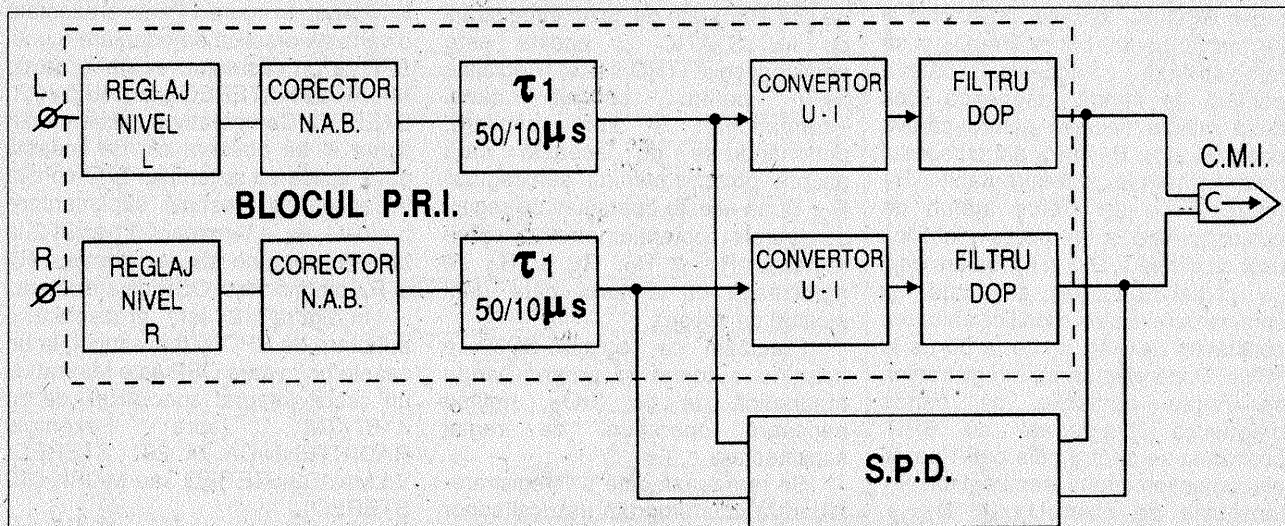 L
REGLAJ
NIVEL
L
CORECTOR
N.A.B.
τ1
50/10μs
CONVERTOR
U-I
FILTRU
DOP
C.M.I.
C
BLOCUL P.R.I.
R
REGLAJ
NIVEL
R
CORECTOR
N.A.B.
τ1
50/10μs
CONVERTOR
U-I
FILTRU
DOP
S.P.D.